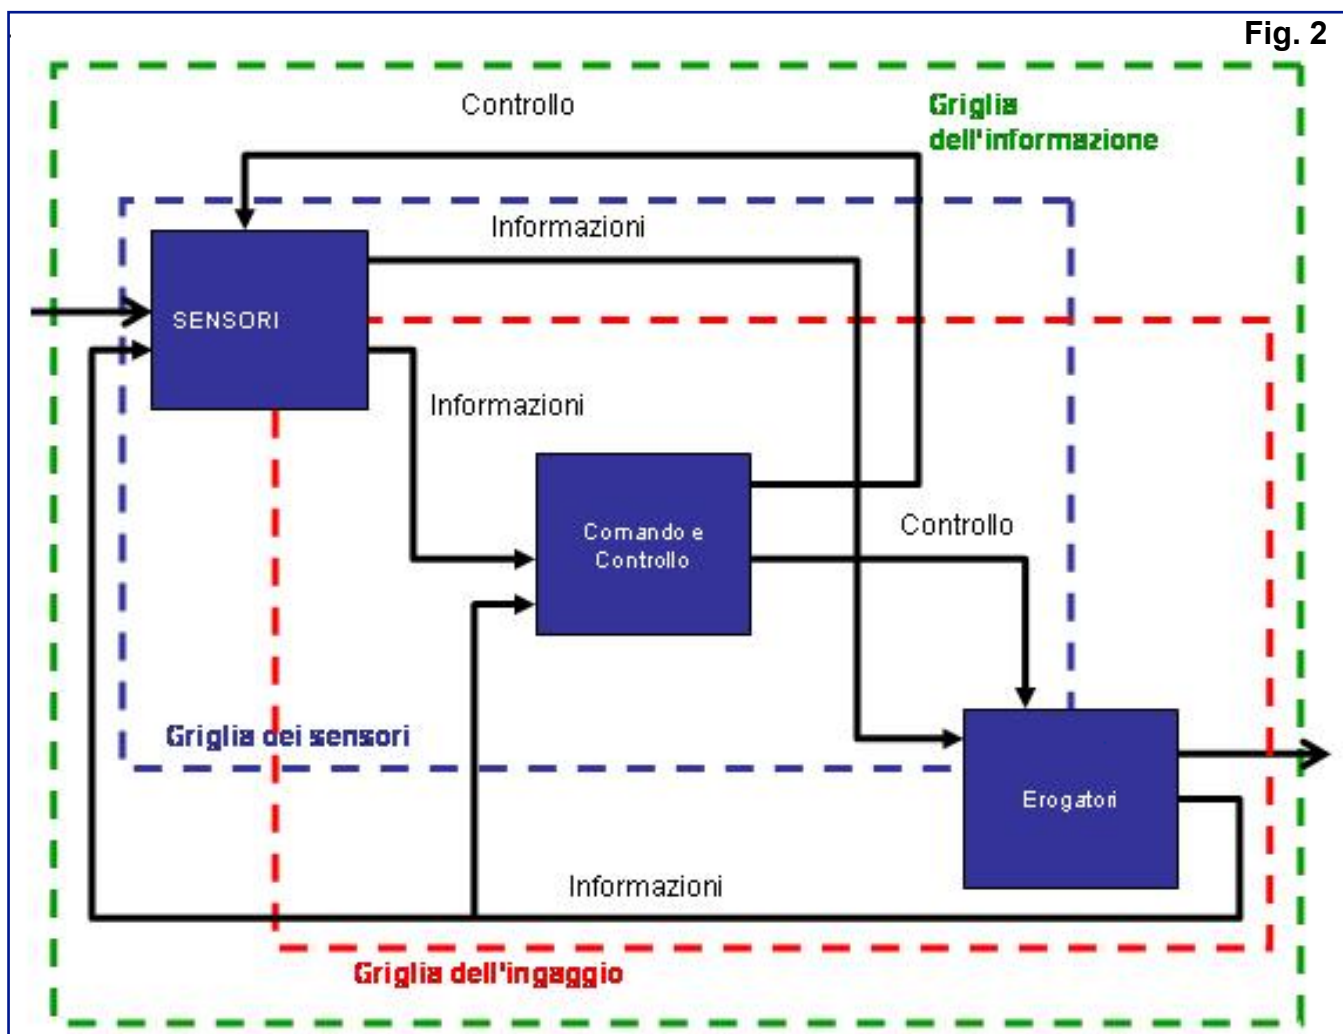 Fig. 2
Controllo
Griglia
dell'informazione
Informazioni
SENSORI
Informazioni
Comando e
Controllo
Controllo
Griglia dei sensori
Erogatori
Informazioni
Griglia dell'ingaggio